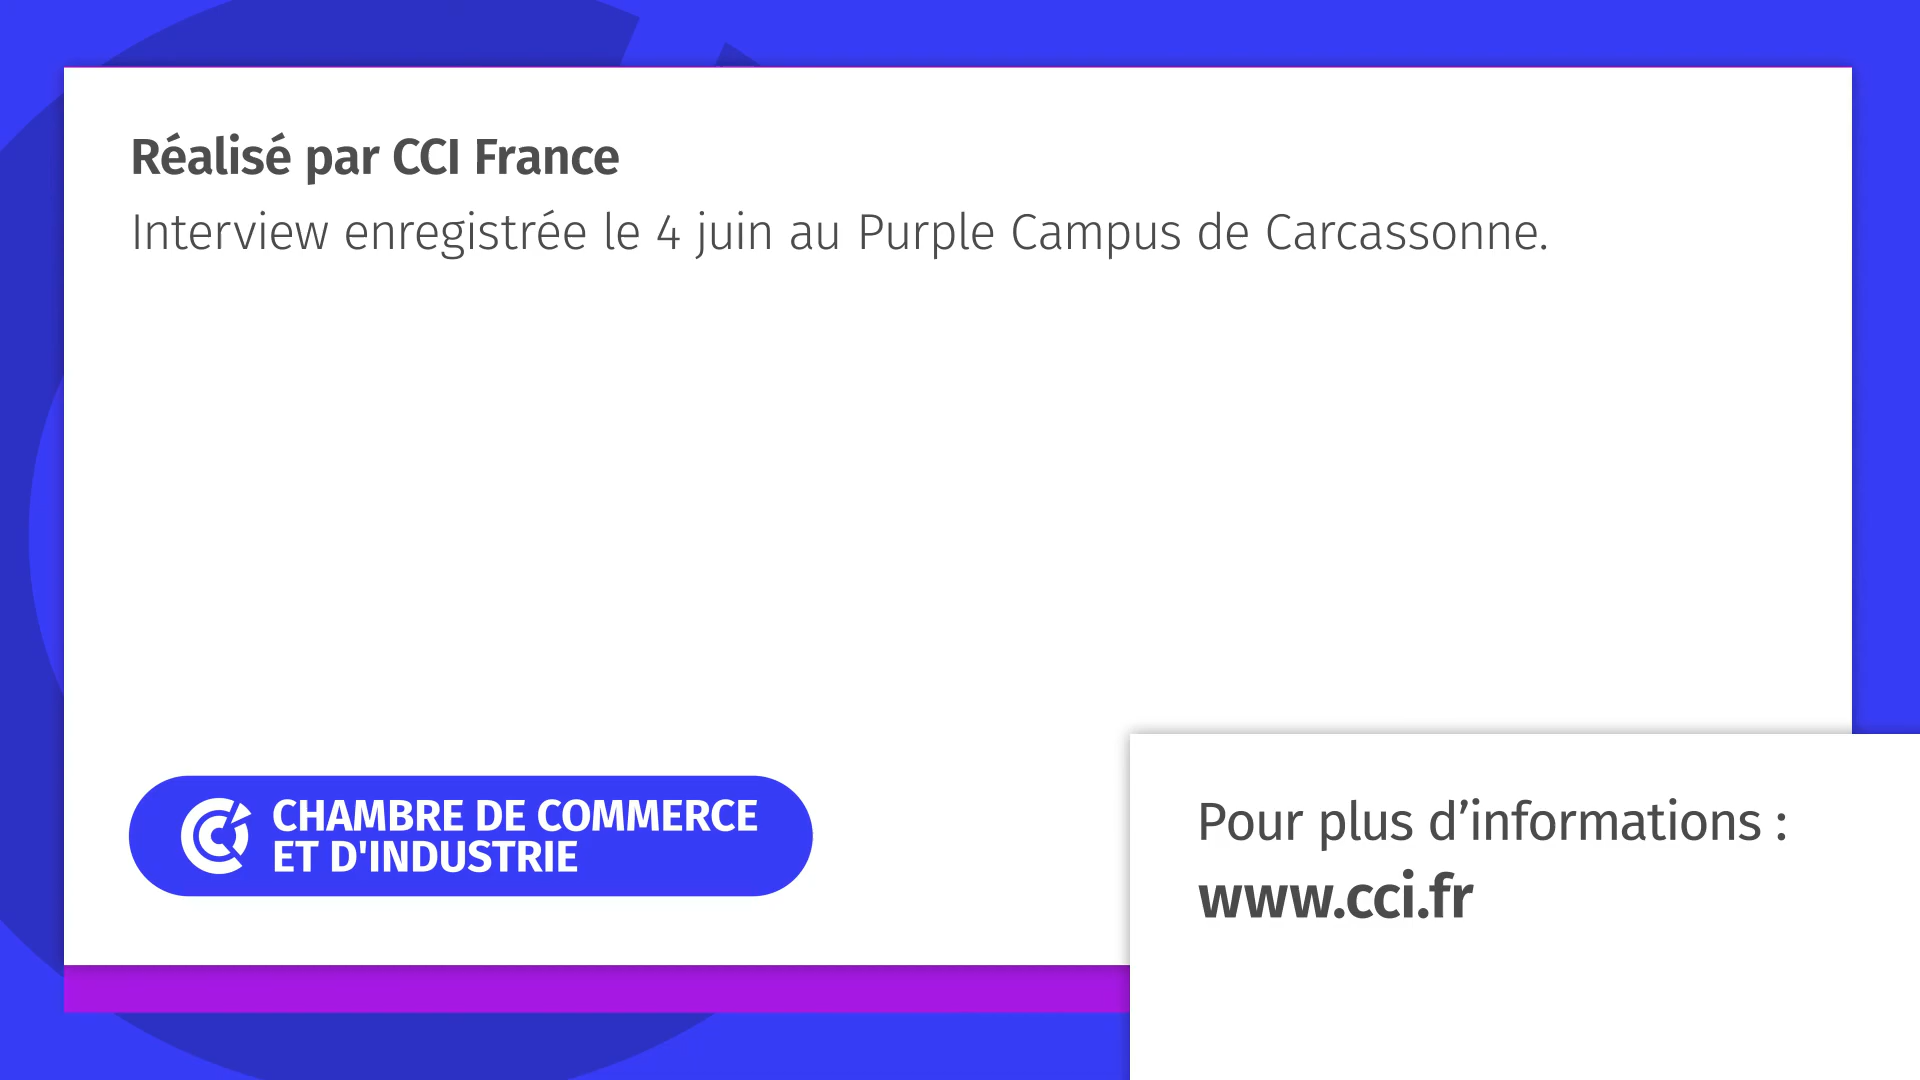 Réalisé par CCI France
Interview enregistrée le 4 juin au Purple Campus de Carcassonne.
CHAMBRE DE COMMERCE
ET D'INDUSTRIE
Pour plus d’informations :
www.cci.fr